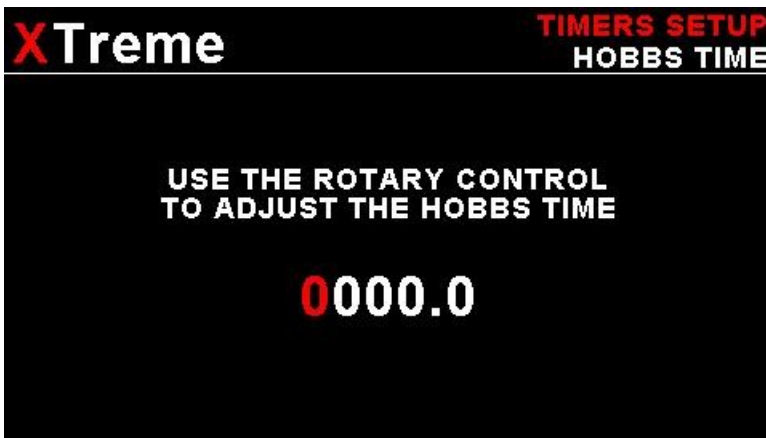 XTreme
TIMERS SETUP
HOBBS TIME
USE THE ROTARY CONTROL
TO ADJUST THE HOBBS TIME
0000.0